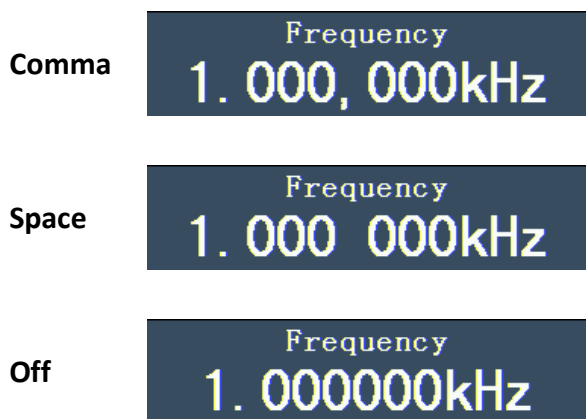 Comma
Frequency
1. 000, 000kHz
Space
Frequency
1. 000 000kHz
Off
Frequency
1. 000000kHz